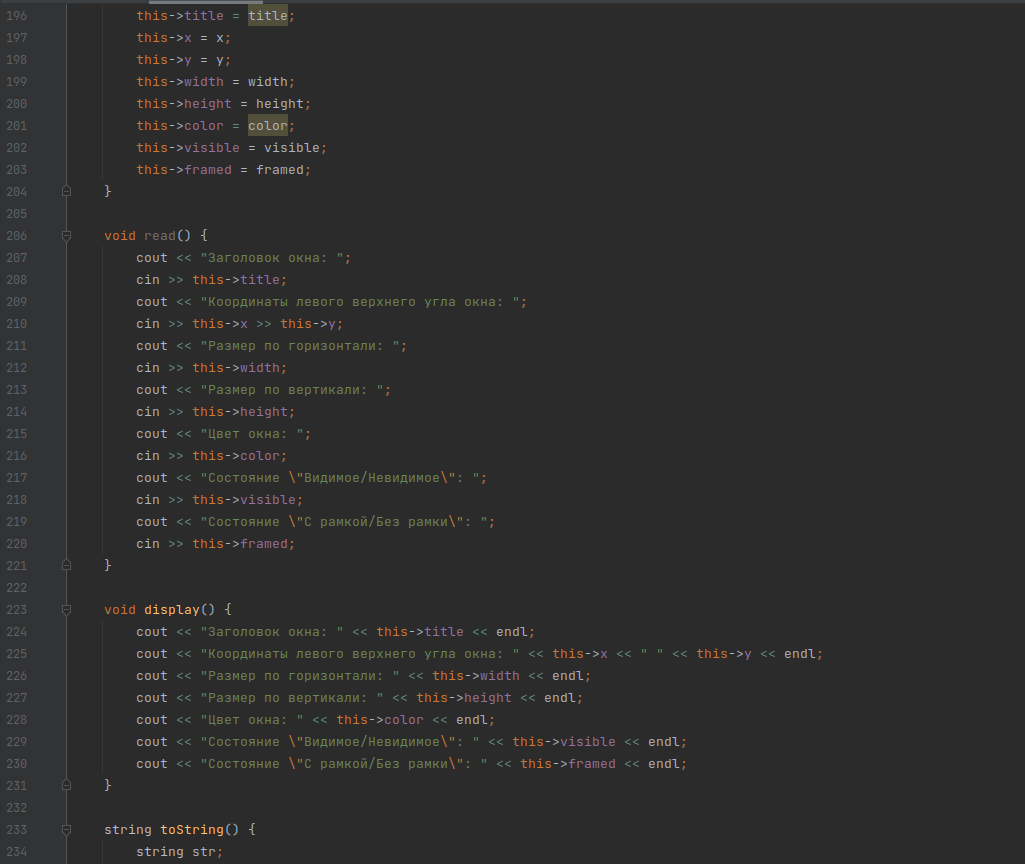 196 this->title = title;
197 this->x = x;
198 this->y = y;
199 this->width = width;
200 this->height = height;
201 this->color = color;
202 this->visible = visible;
203 this->framed = framed;
204 }
205
206 void read() {
207 cout << "Заголовок окна: ";
208 cin >> this->title;
209 cout << "Координаты левого верхнего угла окна: ";
210 cin >> this->x >> this->y;
211 cout << "Размер по горизонтали: ";
212 cin >> this->width;
213 cout << "Размер по вертикали: ";
214 cin >> this->height;
215 cout << "Цвет окна: ";
216 cin >> this->color;
217 cout << "Состояние \"Видимое/Невидимое\": ";
218 cin >> this->visible;
219 cout << "Состояние \"С рамкой/Без рамки\": ";
220 cin >> this->framed;
221 }
222
223 void display() {
224 cout << "Заголовок окна: " << this->title << endl;
225 cout << "Координаты левого верхнего угла окна: " << this->x << " " << this->y << endl;
226 cout << "Размер по горизонтали: " << this->width << endl;
227 cout << "Размер по вертикали: " << this->height << endl;
228 cout << "Цвет окна: " << this->color << endl;
229 cout << "Состояние \"Видимое/Невидимое\": " << this->visible << endl;
230 cout << "Состояние \"С рамкой/Без рамки\": " << this->framed << endl;
231 }
232
233 string toString() {
234 string str;